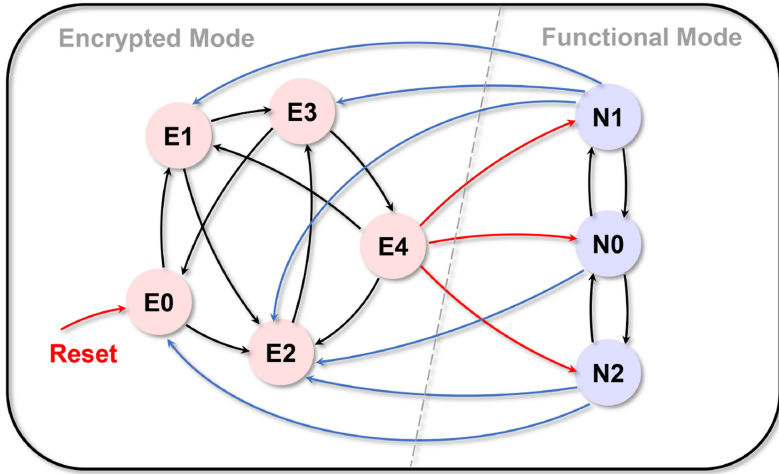 Encrypted Mode
Functional Mode
E3
N1
E1
E4
N0
E0
Reset
E2
N2